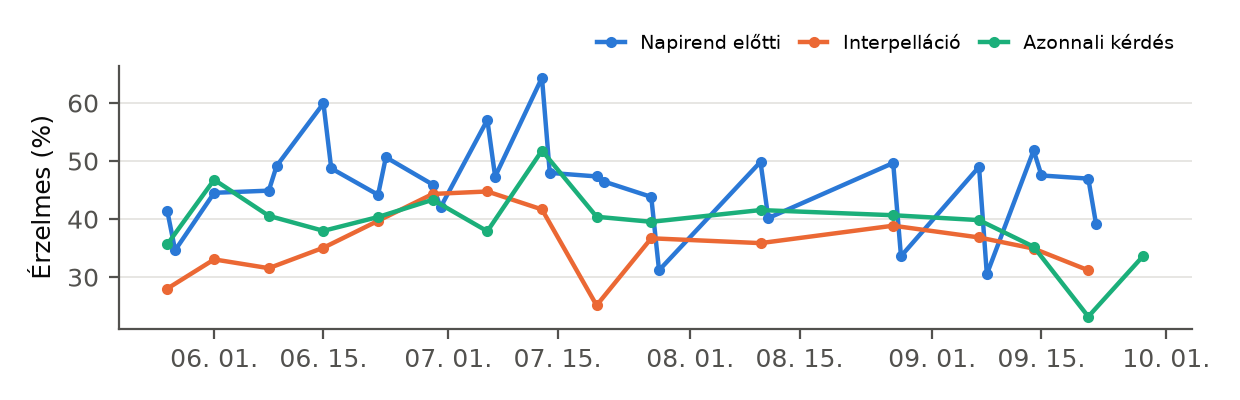 Napirend előtti Interpelláció Azonnali kérdés
Érzelmes (%)
60
50
40
30
06. 01. 06. 15. 07. 01. 07. 15. 08. 01. 08. 15. 09. 01. 09. 15. 10. 01.